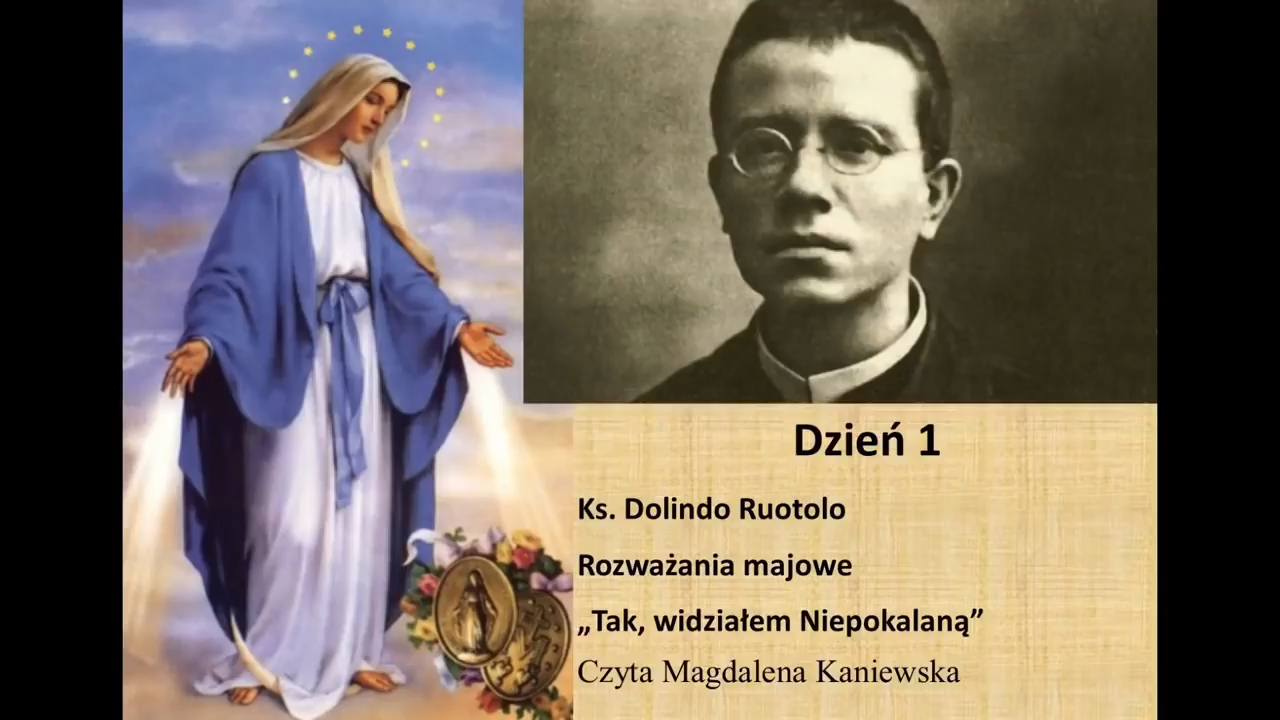 Dzień 1
Ks. Dolindo Ruotolo
Rozważania majowe
„Tak, widziałem Niepokalaną”
Czyta Magdalena Kaniewska